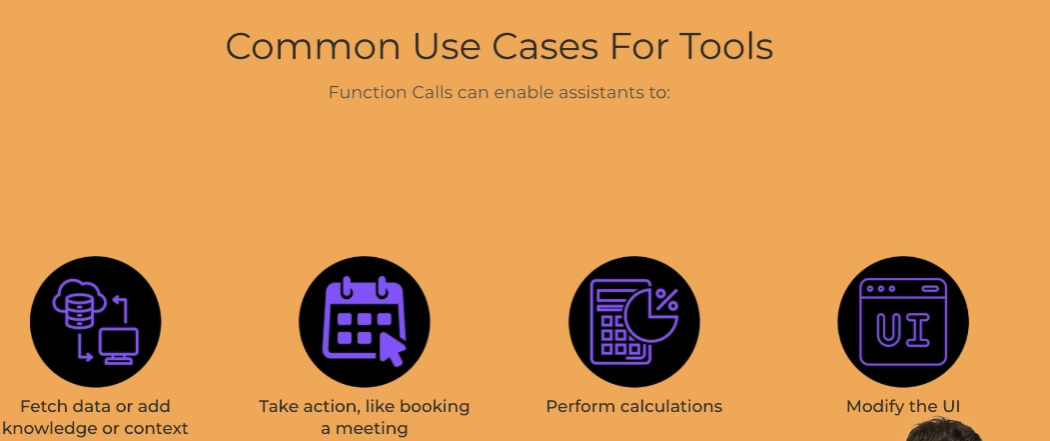 Common Use Cases For Tools
Function Calls can enable assistants to:
%
UI
Fetch data or add
knowledge or context
Take action, like booking
a meeting
Perform calculations
Modify the UI